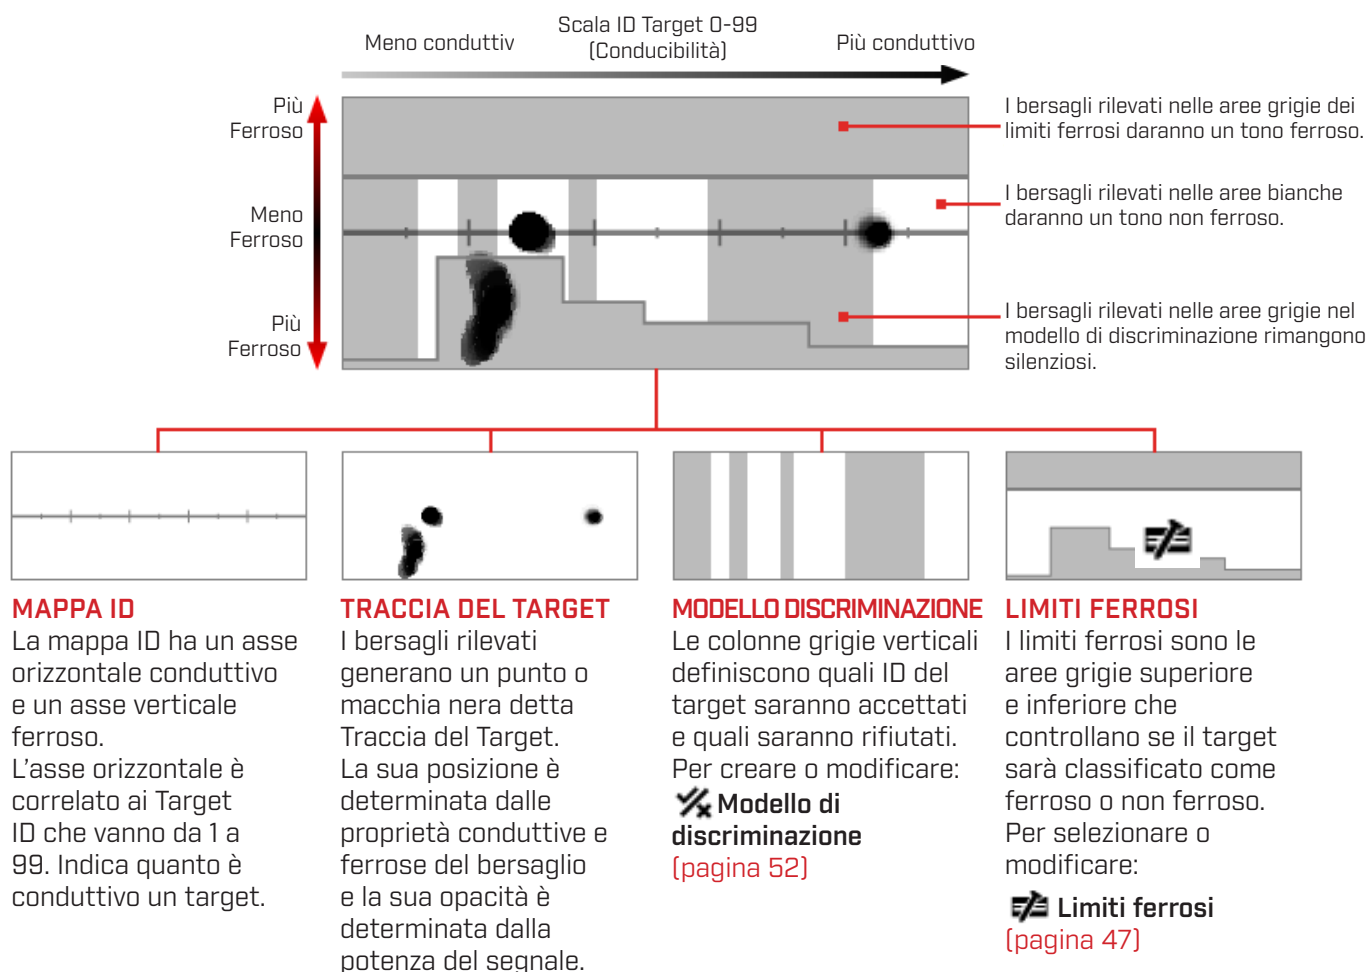 Scala ID Target 0-99
(Conducibilità)
Meno conduttiv
Più conduttivo
Più
Ferroso
Meno
Ferroso
Più
Ferroso
I bersagli rilevati nelle aree grigie dei
limiti ferrosi daranno un tono ferroso.
I bersagli rilevati nelle aree bianche
daranno un tono non ferroso.
I bersagli rilevati nelle aree grigie nel
modello di discriminazione rimangono
silenziosi.
MAPPA ID
La mappa ID ha un asse
orizzontale conduttivo
e un asse verticale
ferroso.
L'asse orizzontale è
correlato ai Target
ID che vanno da 1 a
99. Indica quanto è
conduttivo un target.
TRACCIA DEL TARGET
I bersagli rilevati
generano un punto o
macchia nera detta
Traccia del Target.
La sua posizione è
determinata dalle
proprietà conduttive e
ferrose del bersaglio
e la sua opacità è
determinata dalla
potenza del segnale.
MODELLO DISCRIMINAZIONE
Le colonne grigie verticali
definiscono quali ID del
target saranno accettati
e quali saranno rifiutati.
Per creare o modificare:
Modello di
discriminazione
(pagina 52)
LIMITI FERROSI
I limiti ferrosi sono le
aree grigie superiore
e inferiore che
controllano se il target
sarà classificato come
ferroso o non ferroso.
Per selezionare o
modificare:
Limiti ferrosi
(pagina 47)